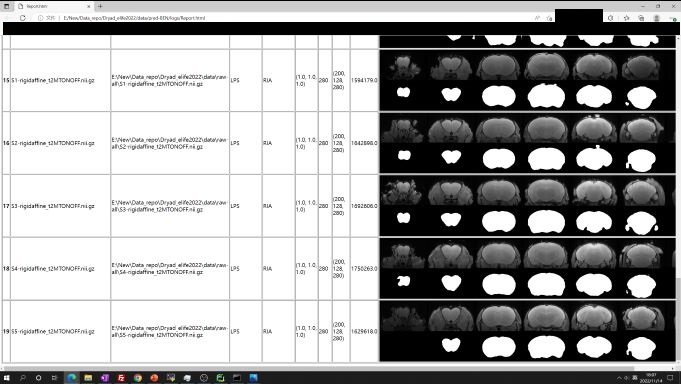 Report.html
文件 | E:/New/Data_repo/Dryad_elife2022/data/pred-BEN/logs/Report.html
15 S1-rigidaffine_t2MTONOFF.nii.gz E:\New\Data_repo\Dryad_elife2022\data\raw-all\S1-rigidaffine_t2MTONOFF.nii.gz LPS RIA (1.0, 1.0, 1.0) 280 (200, 128, 280) 1594179.0
16 S2-rigidaffine_t2MTONOFF.nii.gz E:\New\Data_repo\Dryad_elife2022\data\raw-all\S2-rigidaffine_t2MTONOFF.nii.gz LPS RIA (1.0, 1.0, 1.0) 280 (200, 128, 280) 1642898.0
17 S3-rigidaffine_t2MTONOFF.nii.gz E:\New\Data_repo\Dryad_elife2022\data\raw-all\S3-rigidaffine_t2MTONOFF.nii.gz LPS RIA (1.0, 1.0, 1.0) 280 (200, 128, 280) 1692606.0
18 S4-rigidaffine_t2MTONOFF.nii.gz E:\New\Data_repo\Dryad_elife2022\data\raw-all\S4-rigidaffine_t2MTONOFF.nii.gz LPS RIA (1.0, 1.0, 1.0) 280 (200, 128, 280) 1750263.0
19 S5-rigidaffine_t2MTONOFF.nii.gz E:\New\Data_repo\Dryad_elife2022\data\raw-all\S5-rigidaffine_t2MTONOFF.nii.gz LPS RIA (1.0, 1.0, 1.0) 280 (200, 128, 280) 1629618.0
16:07
2022/11/14